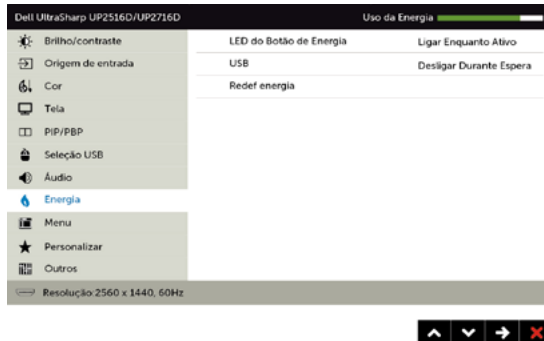 Dell UltraSharp UP2516D/UP2716D Uso da Energia
Brilho/contraste
Origem de entrada
Cor
Tela
PIP/PBP
Seleção USB
Áudio
Energia
Menu
Personalizar
Outros
LED do Botão de Energia Ligar Enquanto Ativo
USB Desligar Durante Espera
Redef energia
Resolução:2560 x 1440, 60Hz